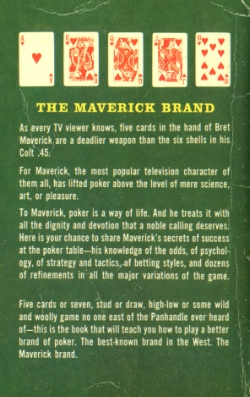 A K Q J 10
THE MAVERICK BRAND
As every TV viewer knows, five cards in the hand of Bret
Maverick are a deadlier weapon than the six shells in his
Colt .45.
For Maverick, the most popular television character of
them all, has lifted poker above the level of mere science,
art, or pleasure.
To Maverick, poker is a way of life. And he treats it with
all the dignity and devotion that a noble calling deserves.
Here is your chance to share Maverick's secrets of success
at the poker table—his knowledge of the odds, of psychol-
ogy, of strategy and tactics, of betting styles, and dozens
of refinements in all the major variations of the game.
Five cards or seven, stud or draw, high-low or some wild
and woolly game no one east of the Panhandle ever heard
of—this is the book that will teach you how to play a better
brand of poker. The best-known brand in the West. The
Maverick brand.